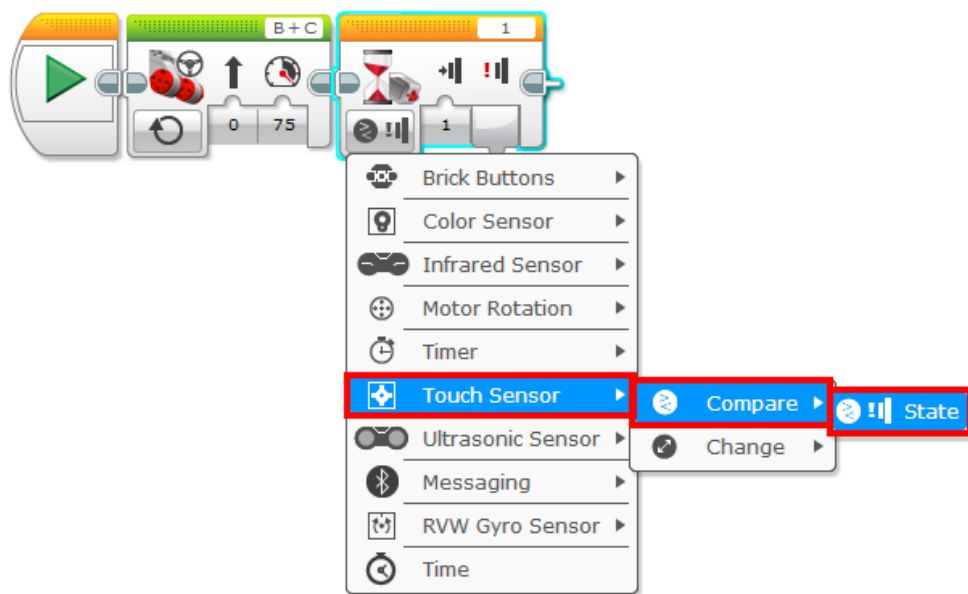 B+C 1
0 75 1
Brick Buttons
Color Sensor
Infrared Sensor
Motor Rotation
Timer
Touch Sensor Compare State
Ultrasonic Sensor Change
Messaging
RVW Gyro Sensor
Time